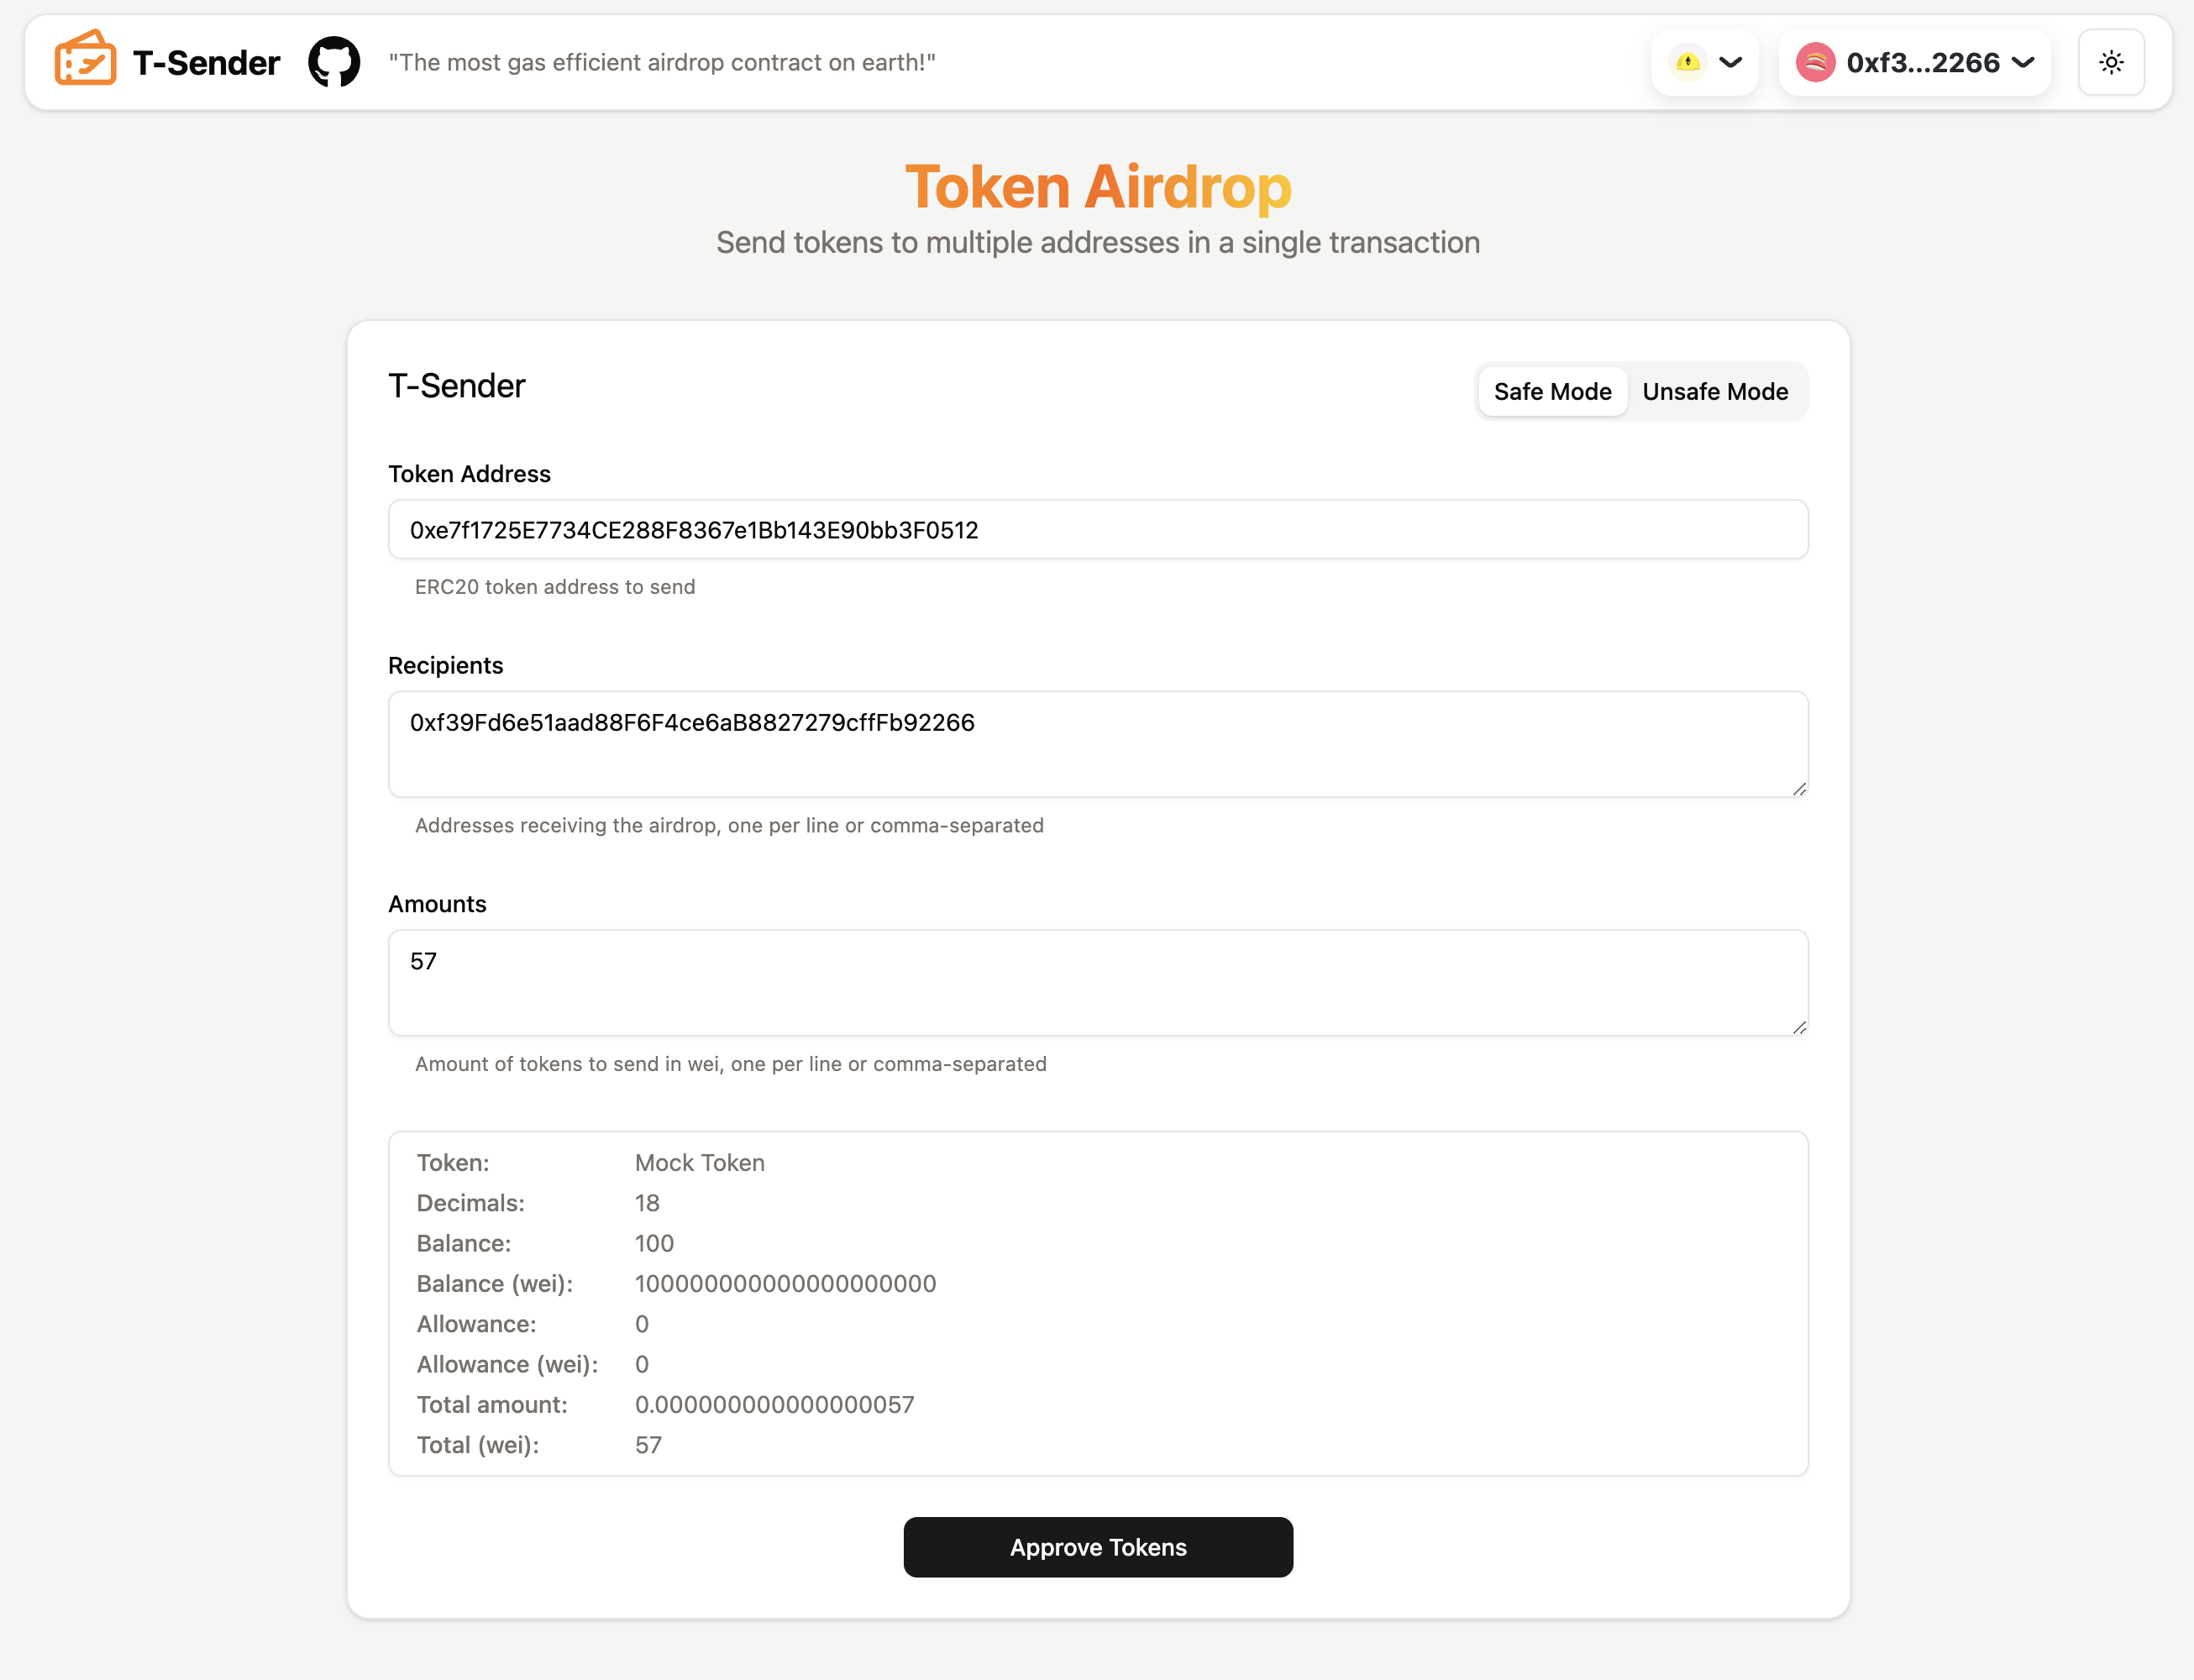 T-Sender
"The most gas efficient airdrop contract on earth!"
0xf3...2266
Token Airdrop
Send tokens to multiple addresses in a single transaction
T-Sender
Safe Mode
Unsafe Mode
Token Address
0xe7f1725E7734CE288F8367e1Bb143E90bb3F0512
ERC20 token address to send
Recipients
0xf39Fd6e51aad88F6F4ce6aB8827279cffFb92266
Addresses receiving the airdrop, one per line or comma-separated
Amounts
57
Amount of tokens to send in wei, one per line or comma-separated
Token: Mock Token
Decimals: 18
Balance: 100
Balance (wei): 100000000000000000000
Allowance: 0
Allowance (wei): 0
Total amount: 0.000000000000000057
Total (wei): 57
Approve Tokens